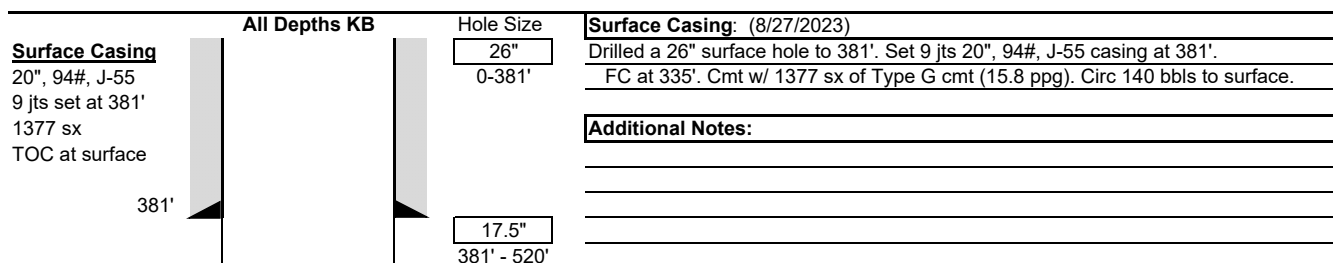 All Depths KB
Hole Size
Surface Casing
20", 94#, J-55
9 jts set at 381'
1377 sx
TOC at surface
381'
26"
0-381'
17.5"
381' - 520'
Surface Casing: (8/27/2023)
Drilled a 26" surface hole to 381'. Set 9 jts 20", 94#, J-55 casing at 381'.
FC at 335'. Cmt w/ 1377 sx of Type G cmt (15.8 ppg). Circ 140 bbls to surface.
Additional Notes: